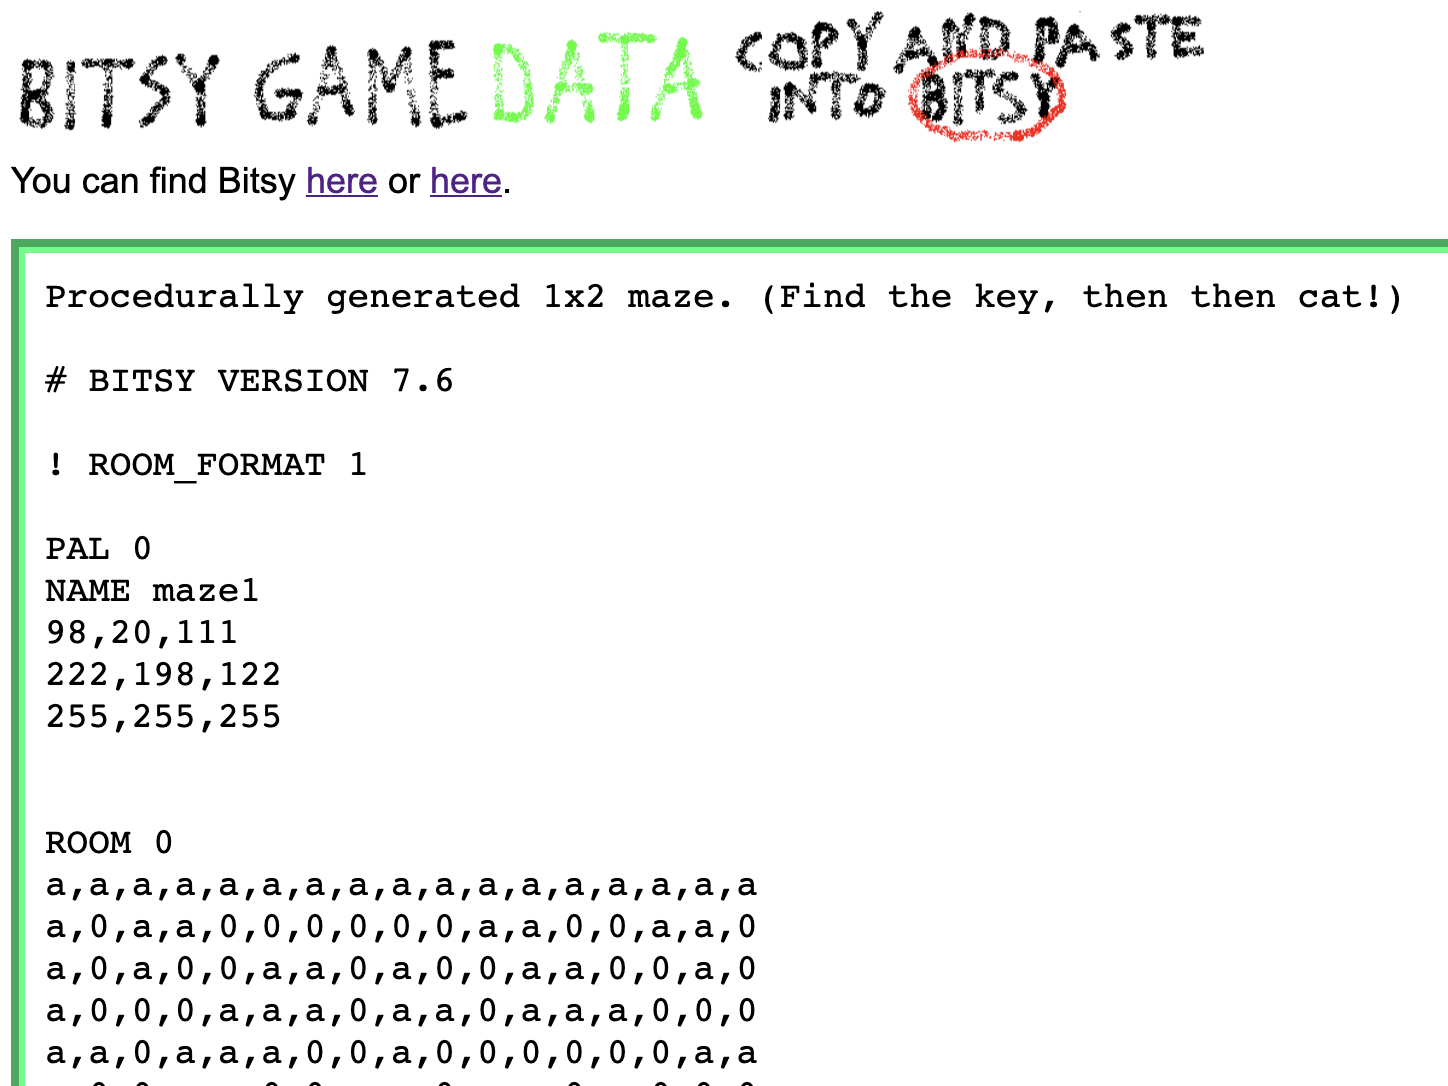 BITSY GAME DATA COPY AND PASTE
INTO BITSY
You can find Bitsy here or here.
Procedurally generated 1x2 maze. (Find the key, then then cat!)
# BITSY VERSION 7.6
! ROOM_FORMAT 1
PAL 0
NAME maze1
98,20,111
222,198,122
255,255,255
ROOM 0
a,a,a,a,a,a,a,a,a,a,a,a,a,a,a,a,a
a,0,a,a,0,0,0,0,0,0,a,a,0,0,a,a,0
a,0,a,0,0,a,a,0,a,0,0,a,a,0,0,a,0
a,0,0,0,a,a,a,0,a,a,0,a,a,a,0,0,0
a,a,0,a,a,a,0,0,a,0,0,0,0,0,0,a,a